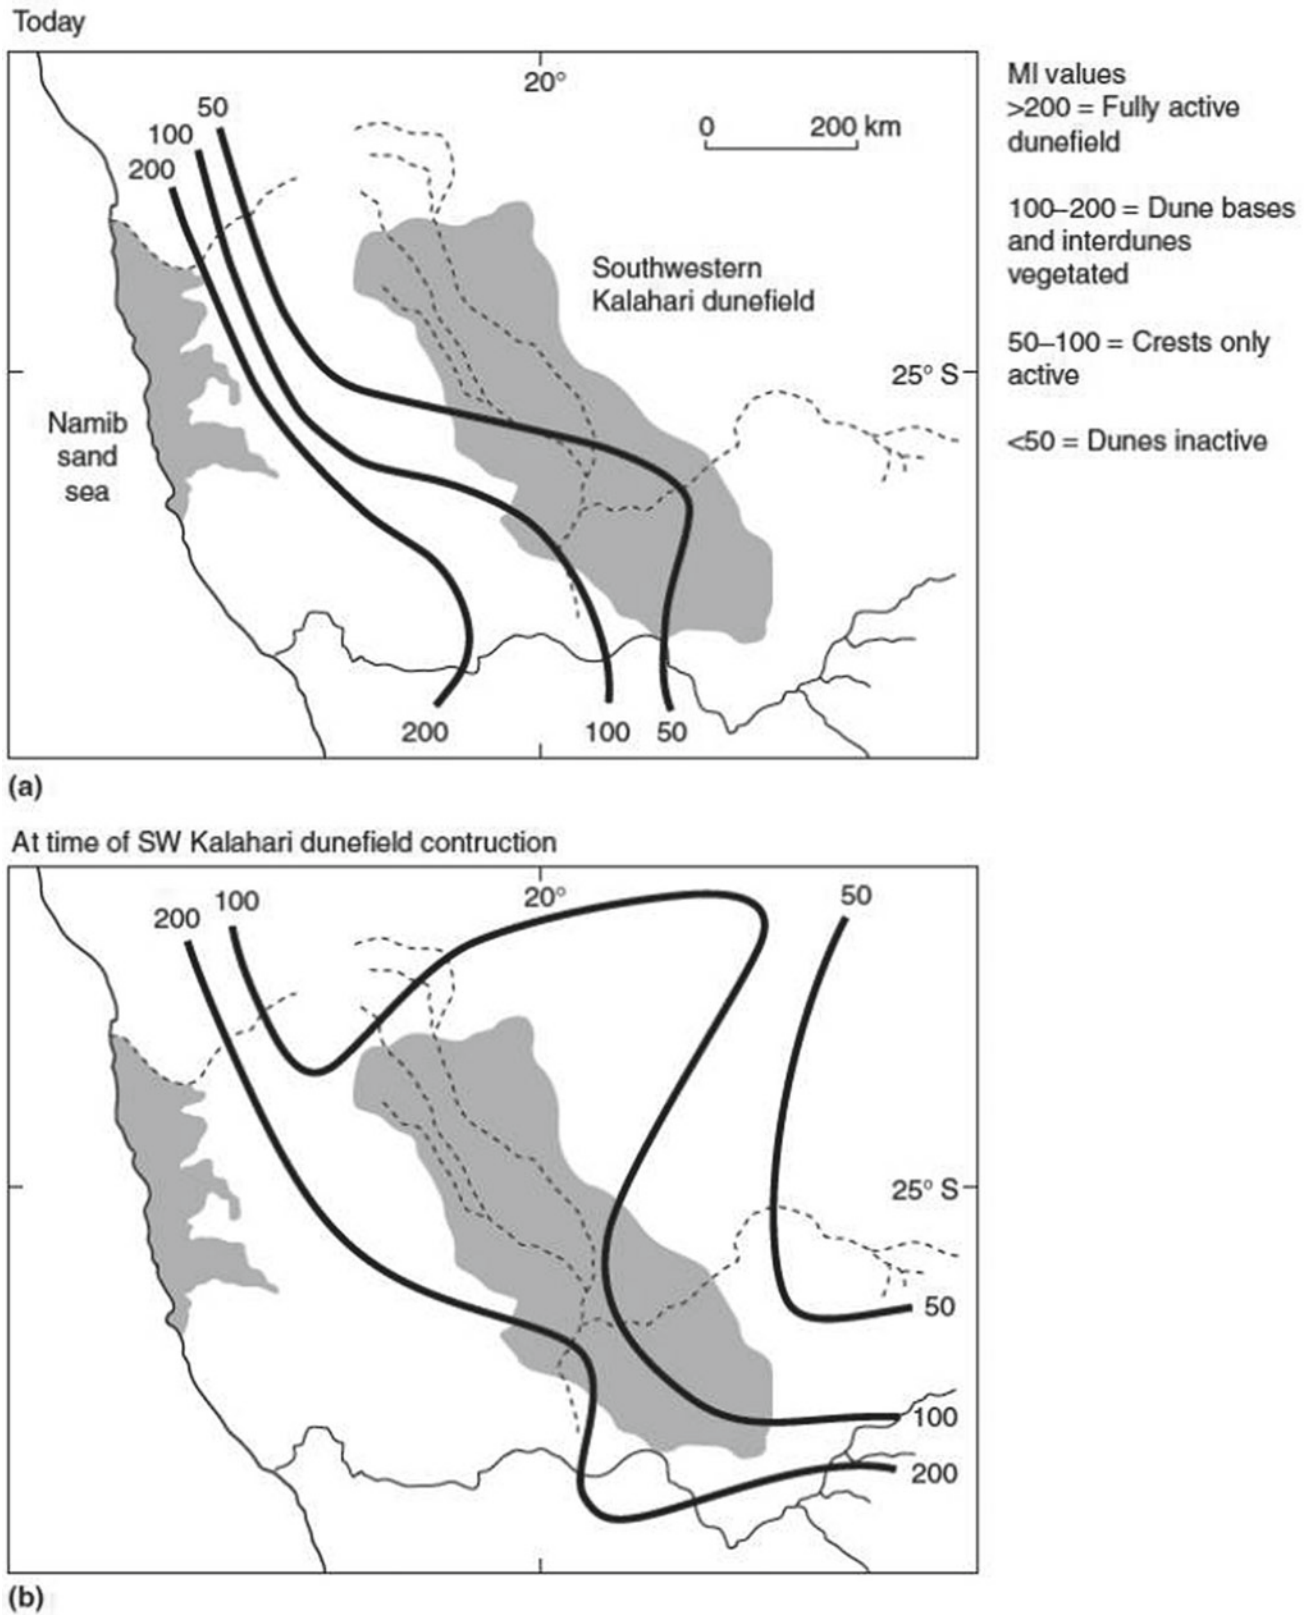 Today
20°
MI values
>200 = Fully active
dunefield
50
100
200
0 200 km
100–200 = Dune bases
and interdunes
vegetated
Southwestern
Kalahari dunefield
50–100 = Crests only
active
25° S
Namib
sand
sea
<50 = Dunes inactive
200 100 50
(a)
At time of SW Kalahari dunefield contruction
200 100 20° 50
25° S
50
100
200
(b)